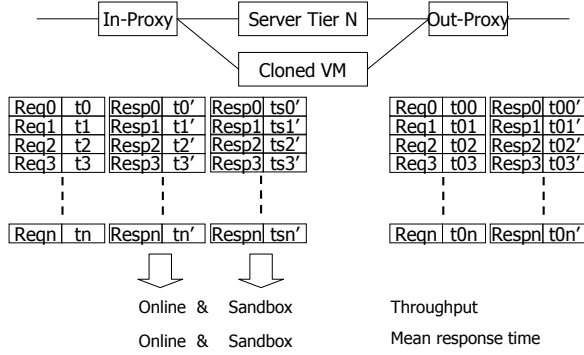 In-Proxy Server Tier N Out-Proxy
Cloned VM
Req0 t0 Resp0 t0′ Resp0 ts0′ Req0 t00 Resp0 t00′
Req1 t1 Resp1 t1′ Resp1 ts1′ Req1 t01 Resp1 t01′
Req2 t2 Resp2 t2′ Resp2 ts2′ Req2 t02 Resp2 t02′
Req3 t3 Resp3 t3′ Resp3 ts3′ Req3 t03 Resp3 t03′
Reqn tn Respn tn′ Respn tsn′ Reqn t0n Respn t0n′
Online & Sandbox Throughput
Online & Sandbox Mean response time